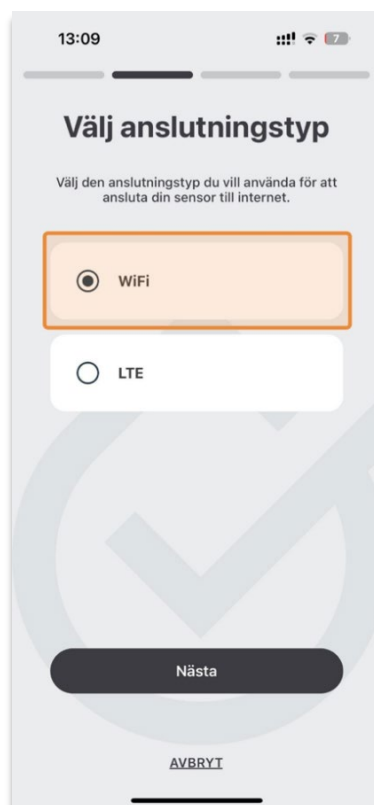 13:09
7
Välj anslutningstyp
Välj den anslutningstyp du vill använda för att
ansluta din sensor till internet.
WiFi
LTE
Nästa
AVBRYT